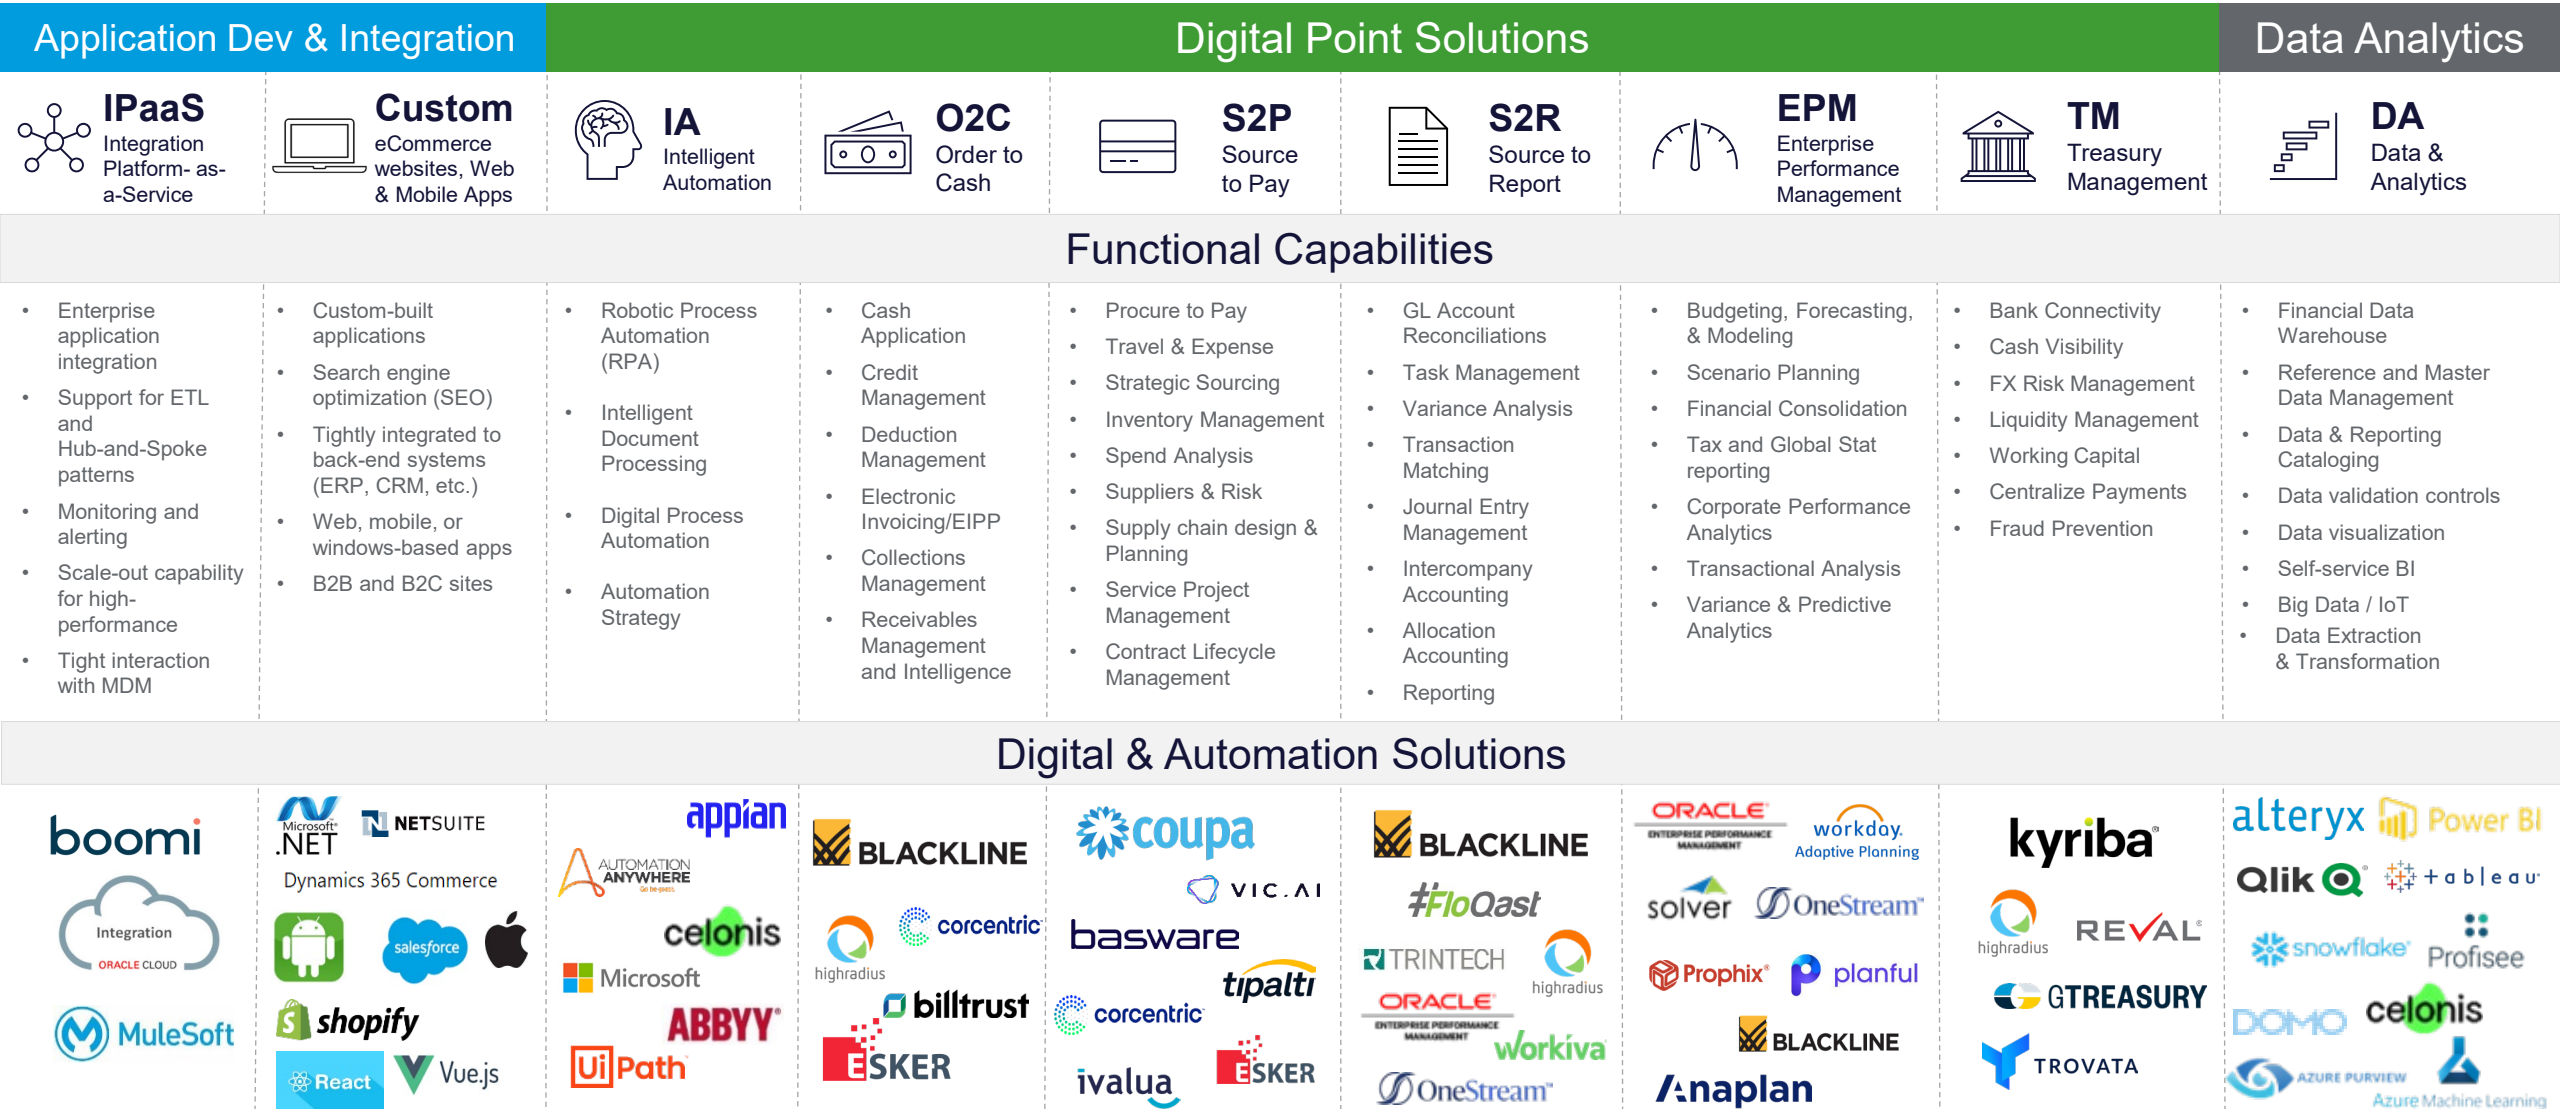 Application Dev & Integration
Digital Point Solutions
Data Analytics
IPaaS
Integration
Platform- as-
a-Service
Custom
eCommerce
websites, Web
& Mobile Apps
IA
Intelligent
Automation
O2C
Order to
Cash
S2P
Source
to Pay
S2R
Source to
Report
EPM
Enterprise
Performance
Management
TM
Treasury
Management
DA
Data &
Analytics
Functional Capabilities
• Enterprise
application
integration
• Support for ETL
and
Hub-and-Spoke
patterns
• Monitoring and
alerting
• Scale-out capability
for high-
performance
• Tight interaction
with MDM
• Custom-built
applications
• Search engine
optimization (SEO)
• Tightly integrated to
back-end systems
(ERP, CRM, etc.)
• Web, mobile, or
windows-based apps
• B2B and B2C sites
• Robotic Process
Automation
(RPA)
• Intelligent
Document
Processing
• Digital Process
Automation
• Automation
Strategy
• Cash
Application
• Credit
Management
• Deduction
Management
• Electronic
Invoicing/EIPP
• Collections
Management
• Receivables
Management
and Intelligence
• Procure to Pay
• Travel & Expense
• Strategic Sourcing
• Inventory Management
• Spend Analysis
• Suppliers & Risk
• Supply chain design &
Planning
• Service Project
Management
• Contract Lifecycle
Management
• GL Account
Reconciliations
• Task Management
• Variance Analysis
• Transaction
Matching
• Journal Entry
Management
• Intercompany
Accounting
• Allocation
Accounting
• Reporting
• Budgeting, Forecasting,
& Modeling
• Scenario Planning
• Financial Consolidation
• Tax and Global Stat
reporting
• Corporate Performance
Analytics
• Transactional Analysis
• Variance & Predictive
Analytics
• Bank Connectivity
• Cash Visibility
• FX Risk Management
• Liquidity Management
• Working Capital
• Centralize Payments
• Fraud Prevention
• Financial Data
Warehouse
• Reference and Master
Data Management
• Data & Reporting
Cataloging
• Data validation controls
• Data visualization
• Self-service BI
• Big Data / IoT
• Data Extraction
& Transformation
Digital & Automation Solutions
boomi
Integration
ORACLE CLOUD
MuleSoft
Microsoft®
.NET
N NETSUITE
Dynamics 365 Commerce
salesforce
S shopify
React
Vue.js
appian
AUTOMATION
ANYWHERE
Go be great.
celonis
Microsoft
ABBYY®
UiPath
BLACKLINE
highradius
corcentric
billtrust
ESKER
coupa
VIC.AI
basware
tipalti
corcentric
ivalua
ESKER
BLACKLINE
#FloQast
TRINTECH
highradius
ORACLE®
ENTERPRISE PERFORMANCE
MANAGEMENT
workiva
OneStream™
ORACLE®
ENTERPRISE PERFORMANCE
MANAGEMENT
workday.
Adaptive Planning
solver
OneStream™
Prophix®
planful
BLACKLINE
Anaplan
kyriba®
highradius
REVAL®
GTREASURY
TROVATA
alteryx
Power BI
Qlik Q®
+ableau
snowflake®
Profisee
DOMO
celonis
AZURE PURVIEW
Azure Machine Learning